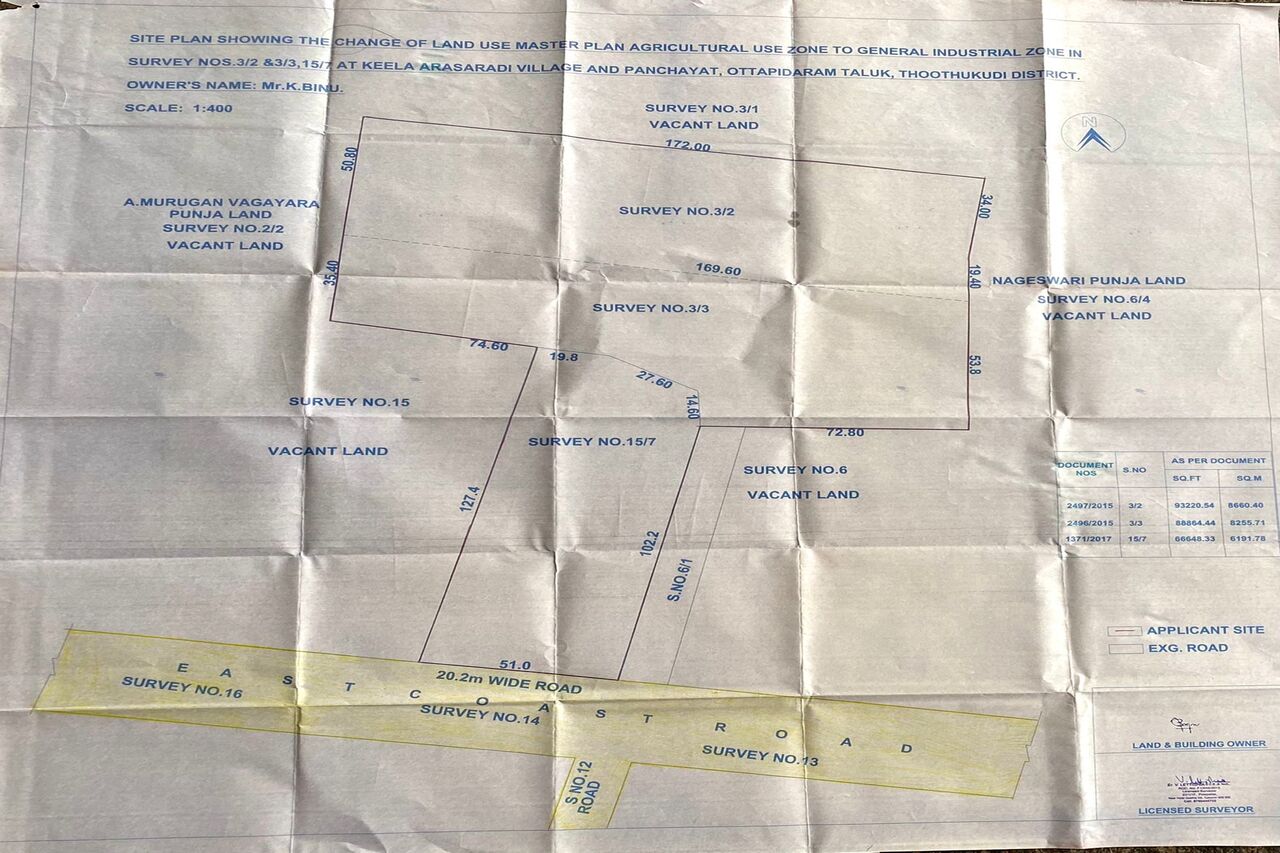 SITE PLAN SHOWING THE CHANGE OF LAND USE MASTER PLAN AGRICULTURAL USE ZONE TO GENERAL INDUSTRIAL ZONE IN
SURVEY NOS.3/2 &3/3,15/7 AT KEELA ARASARADI VILLAGE AND PANCHAYAT, OTTAPIDARAM TALUK, THOOTHUKUDI DISTRICT.
OWNER'S NAME: Mr.K.BINU.
SCALE: 1:400
SURVEY NO.3/1
VACANT LAND
172.00
N
50.80
34.00
A.MURUGAN VAGAYARA
PUNJA LAND
SURVEY NO.2/2
VACANT LAND
SURVEY NO.3/2
169.60
35.40
19.40
NAGESWARI PUNJA LAND
SURVEY NO.6/4
VACANT LAND
SURVEY NO.3/3
74.60
19.8
27.60
14.60
53.8
72.80
SURVEY NO.15
VACANT LAND
SURVEY NO.15/7
SURVEY NO.6
VACANT LAND
127.4
102.2
S.NO.6/1
DOCUMENT NOS S.NO AS PER DOCUMENT
SQ.FT SQ.M
2497/2015 3/2 93220.54 8660.40
2496/2015 3/3 88864.44 8255.71
1371/2017 15/7 66648.33 6191.78
APPLICANT SITE
EXG. ROAD
51.0
20.2m WIDE ROAD
EAST COAST ROAD
SURVEY NO.16
SURVEY NO.14
SURVEY NO.13
S NO.12
ROAD
LAND & BUILDING OWNER
LICENSED SURVEYOR